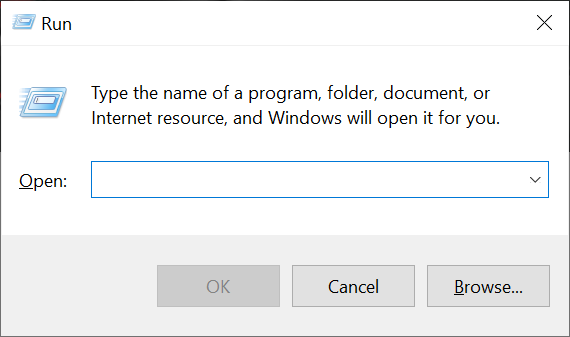 Run
Type the name of a program, folder, document, or
Internet resource, and Windows will open it for you.
Open:
OK Cancel Browse...